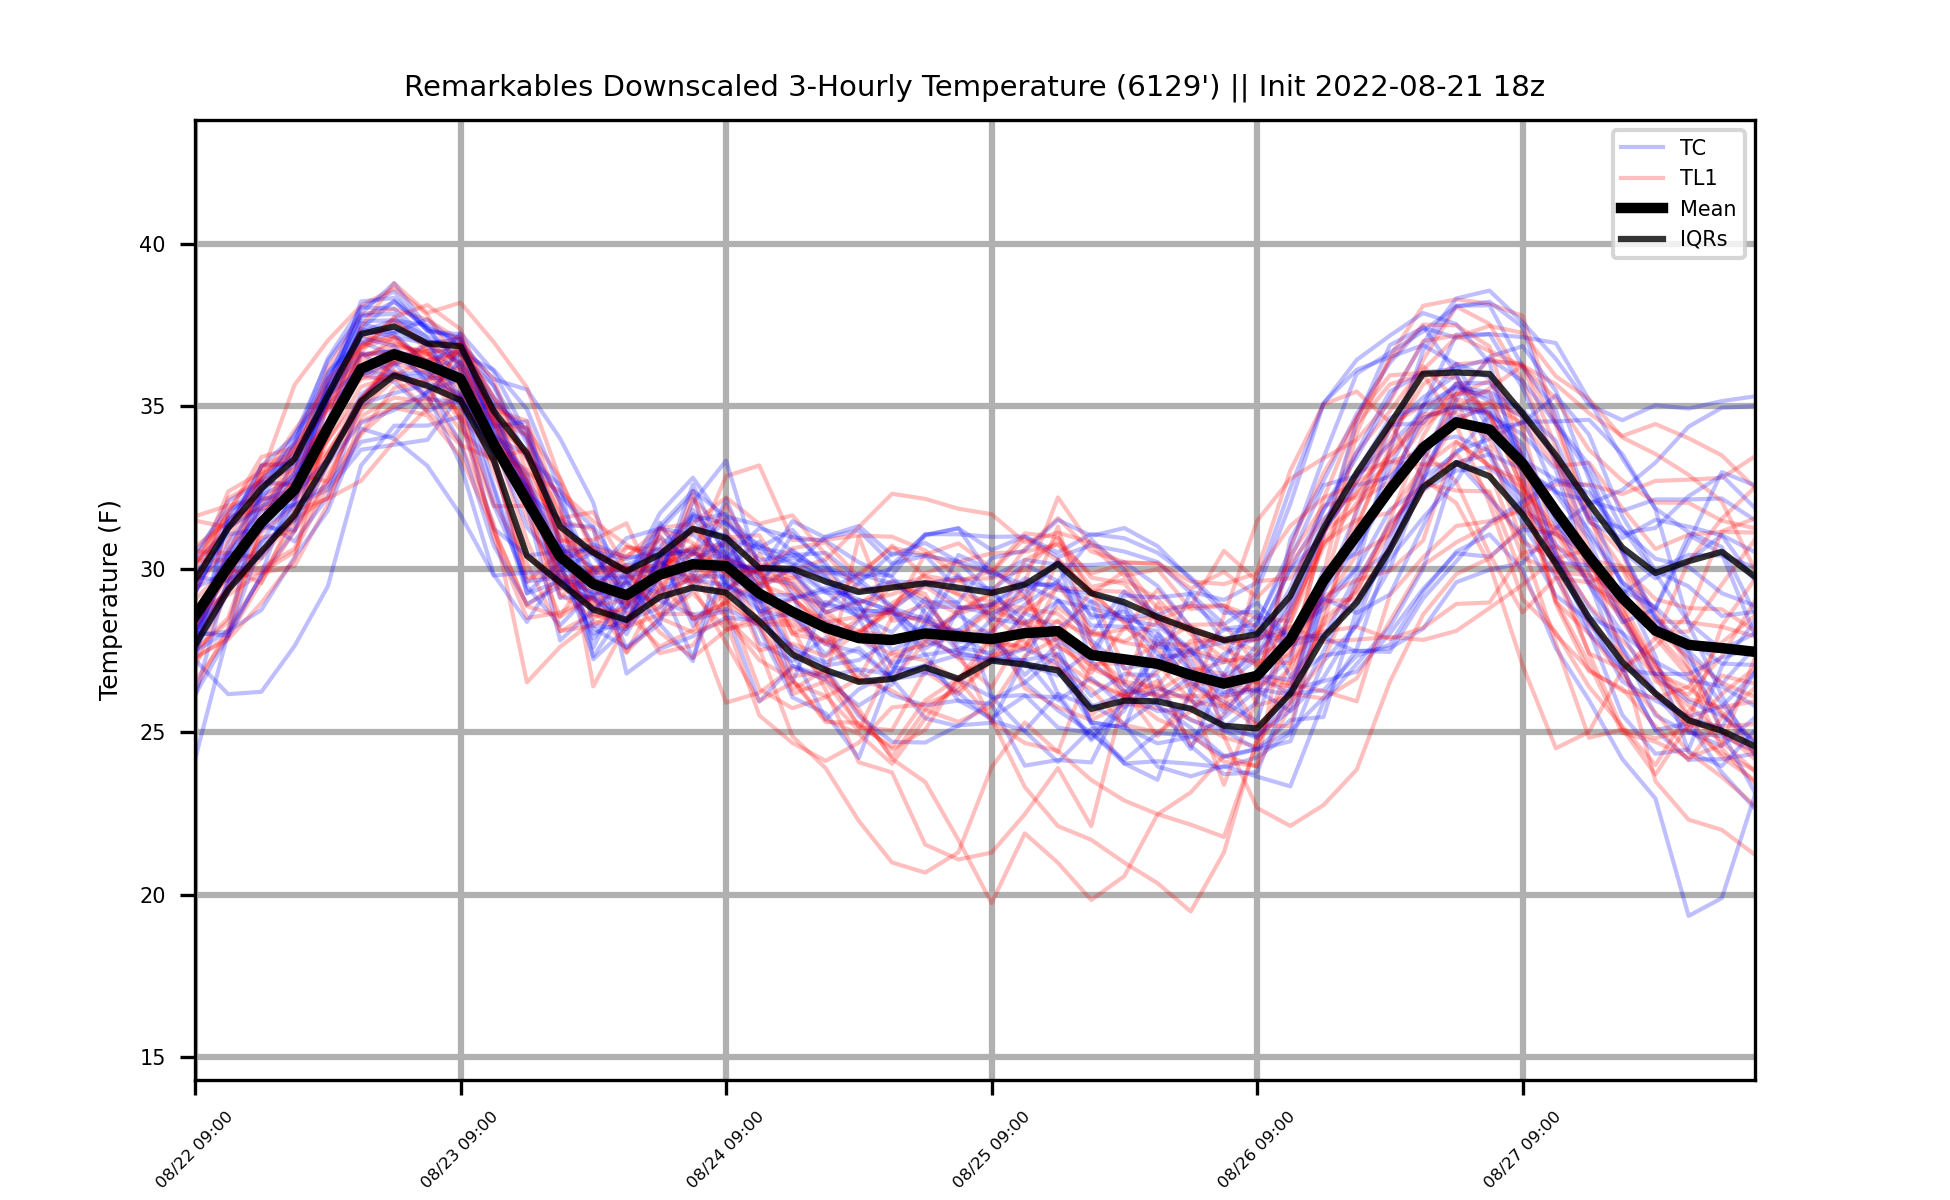 Remarkables Downscaled 3-Hourly Temperature (6129') || Init 2022-08-21 18z
TC
TL1
Mean
IQRs
Temperature (F)
40
35
30
25
20
15
08/22 09:00
08/23 09:00
08/24 09:00
08/25 09:00
08/26 09:00
08/27 09:00